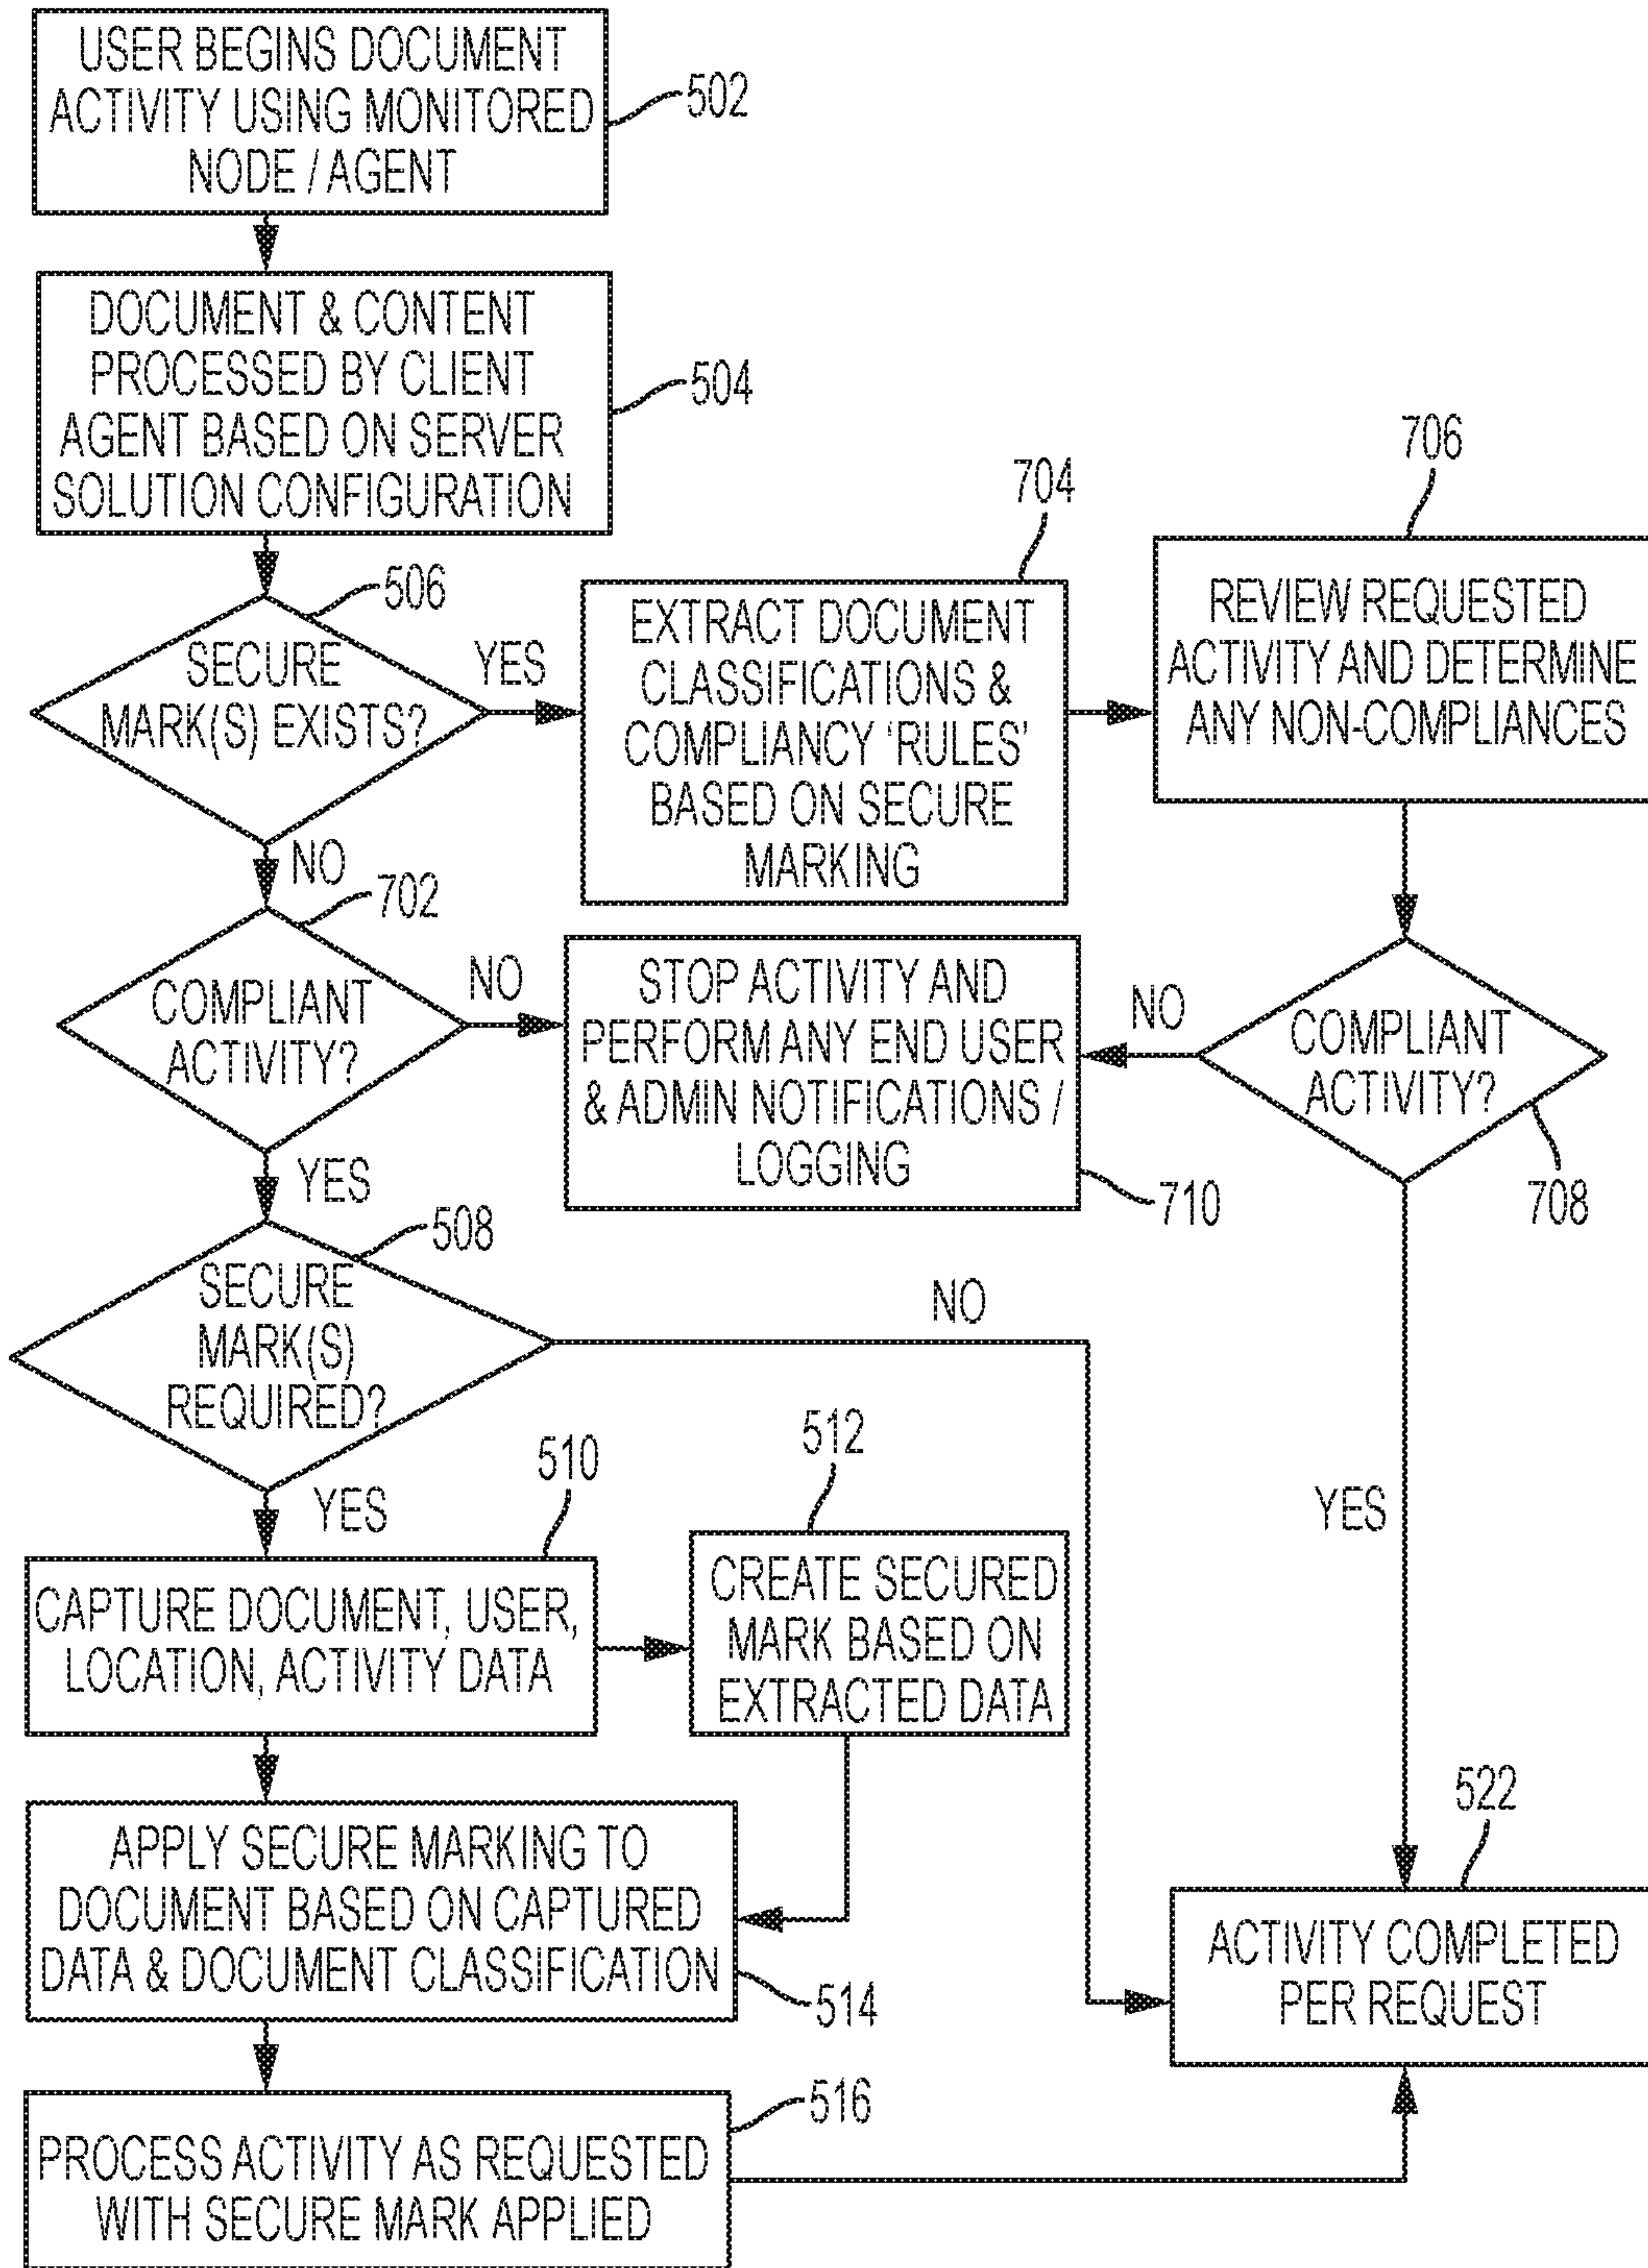 USER BEGINS DOCUMENT
ACTIVITY USING MONITORED
NODE / AGENT
502
DOCUMENT & CONTENT
PROCESSED BY CLIENT
AGENT BASED ON SERVER
SOLUTION CONFIGURATION
504
506
SECURE
MARK(S) EXISTS?
YES
NO
704
EXTRACT DOCUMENT
CLASSIFICATIONS &
COMPLIANCY ‘RULES’
BASED ON SECURE
MARKING
706
REVIEW REQUESTED
ACTIVITY AND DETERMINE
ANY NON-COMPLIANCES
702
COMPLIANT
ACTIVITY?
NO
YES
STOP ACTIVITY AND
PERFORM ANY END USER
& ADMIN NOTIFICATIONS /
LOGGING
710
NO
COMPLIANT
ACTIVITY?
708
YES
508
SECURE
MARK(S)
REQUIRED?
NO
YES
510
CAPTURE DOCUMENT, USER,
LOCATION, ACTIVITY DATA
512
CREATE SECURED
MARK BASED ON
EXTRACTED DATA
APPLY SECURE MARKING TO
DOCUMENT BASED ON CAPTURED
DATA & DOCUMENT CLASSIFICATION
514
522
ACTIVITY COMPLETED
PER REQUEST
516
PROCESS ACTIVITY AS REQUESTED
WITH SECURE MARK APPLIED